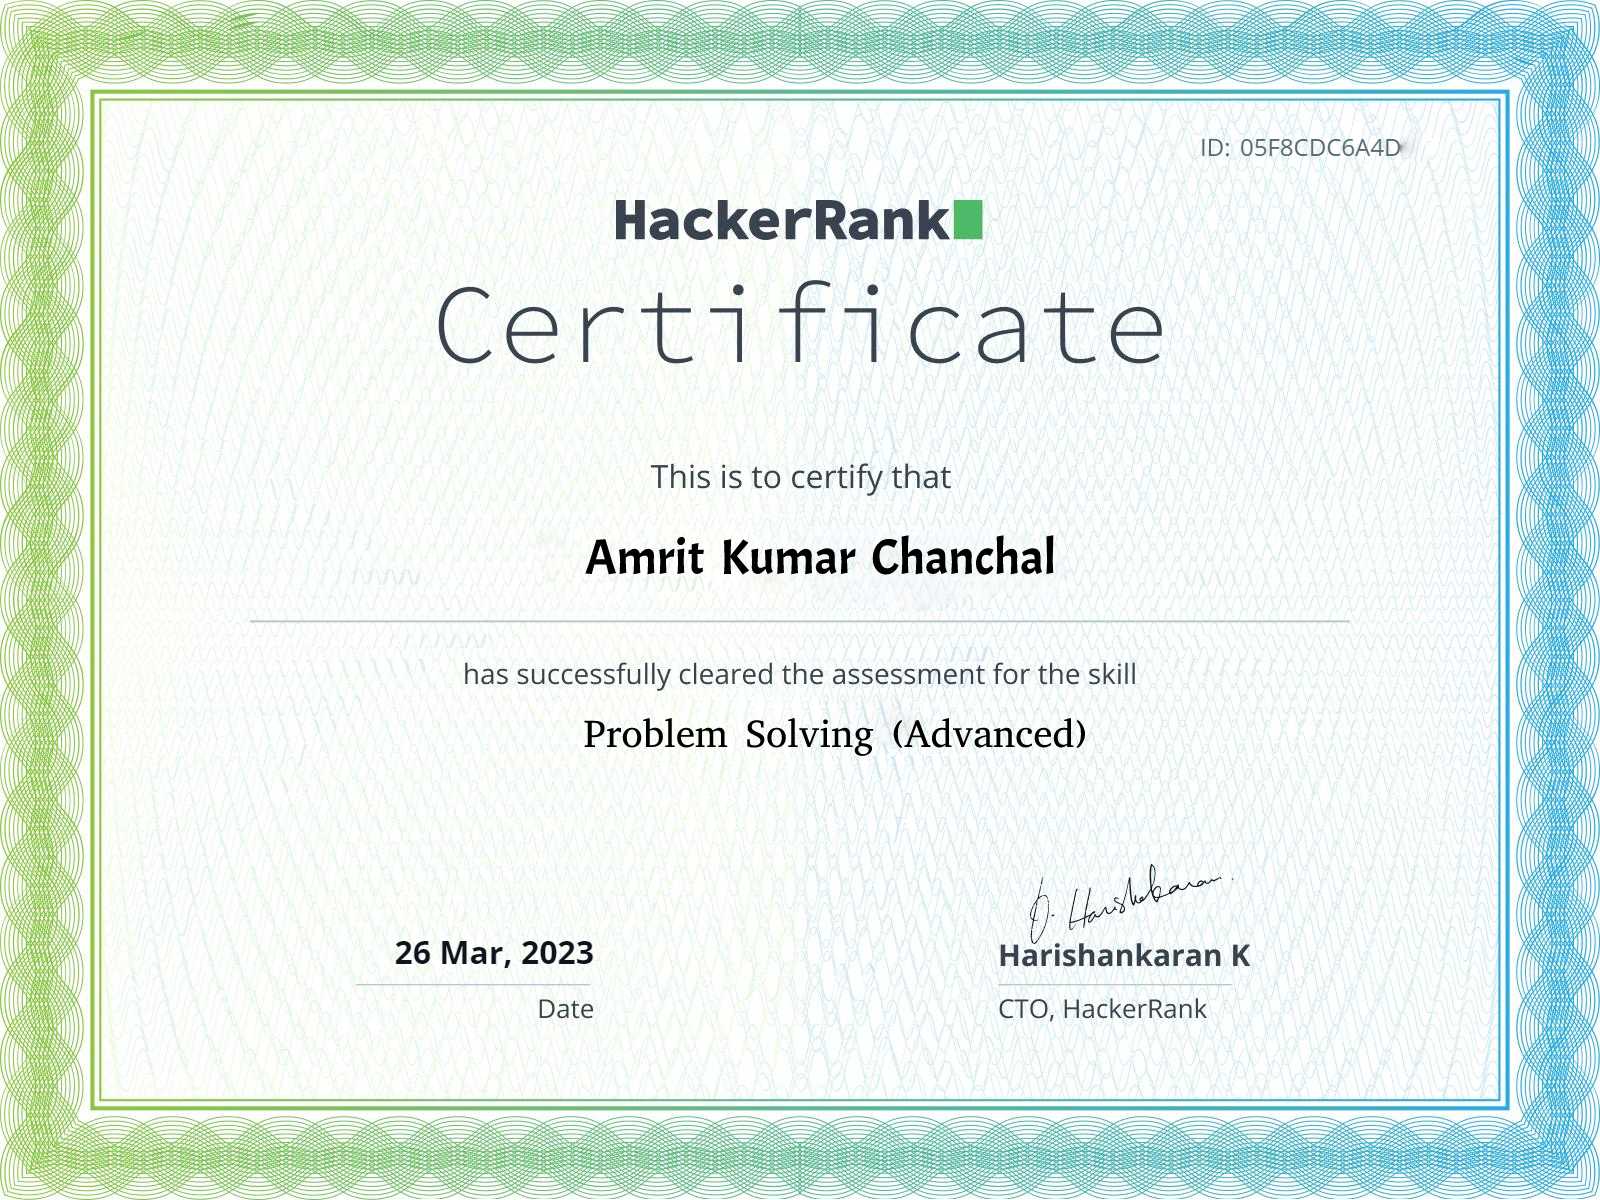 ID: 05F8CDC6A4D
HackerRank
Certificate
This is to certify that
Amrit Kumar Chanchal
has successfully cleared the assessment for the skill
Problem Solving (Advanced)
D. Harishankaran.
26 Mar, 2023
Harishankaran K
Date
CTO, HackerRank